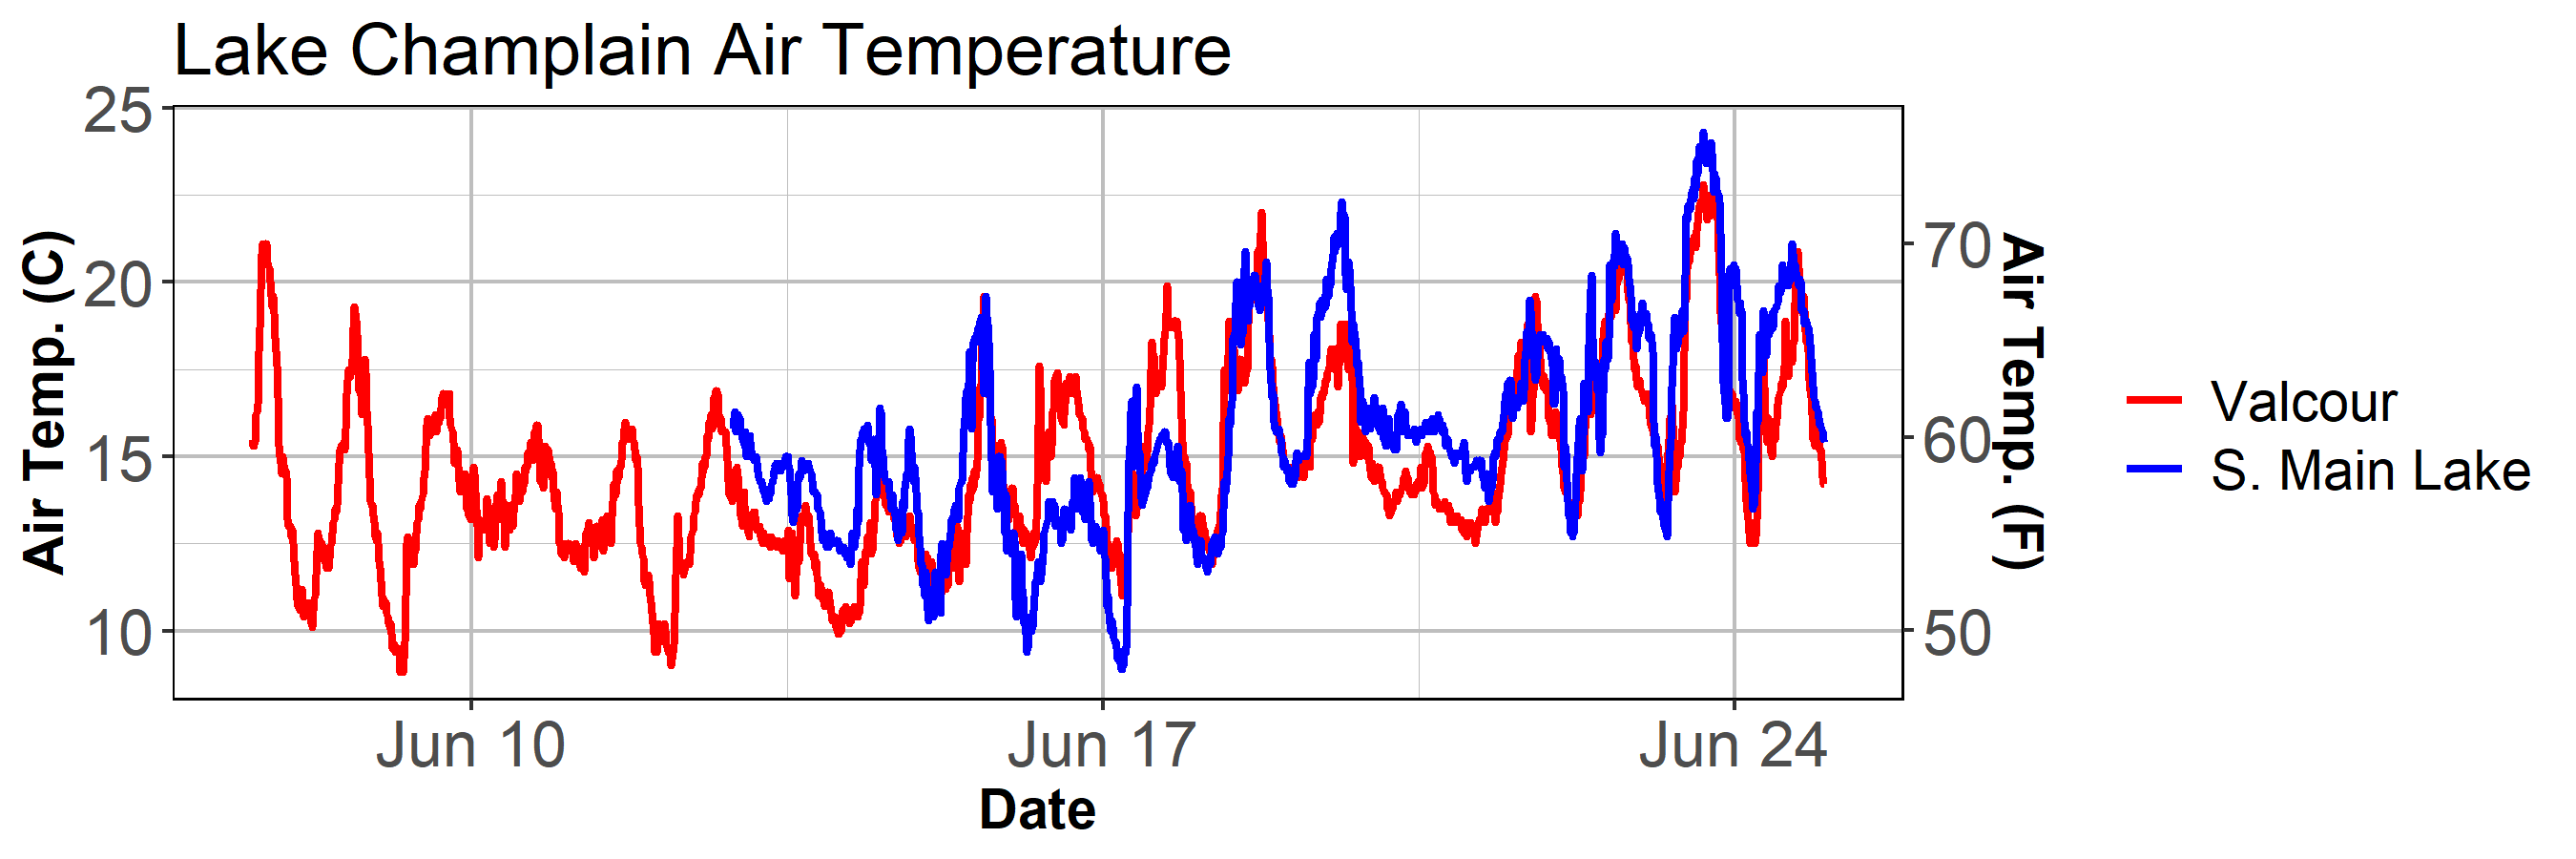 Lake Champlain Air Temperature
25
20
15
10
Air Temp. (C)
70
60
50
Air Temp. (F)
Jun 10
Jun 17
Jun 24
Date
Valcour
S. Main Lake